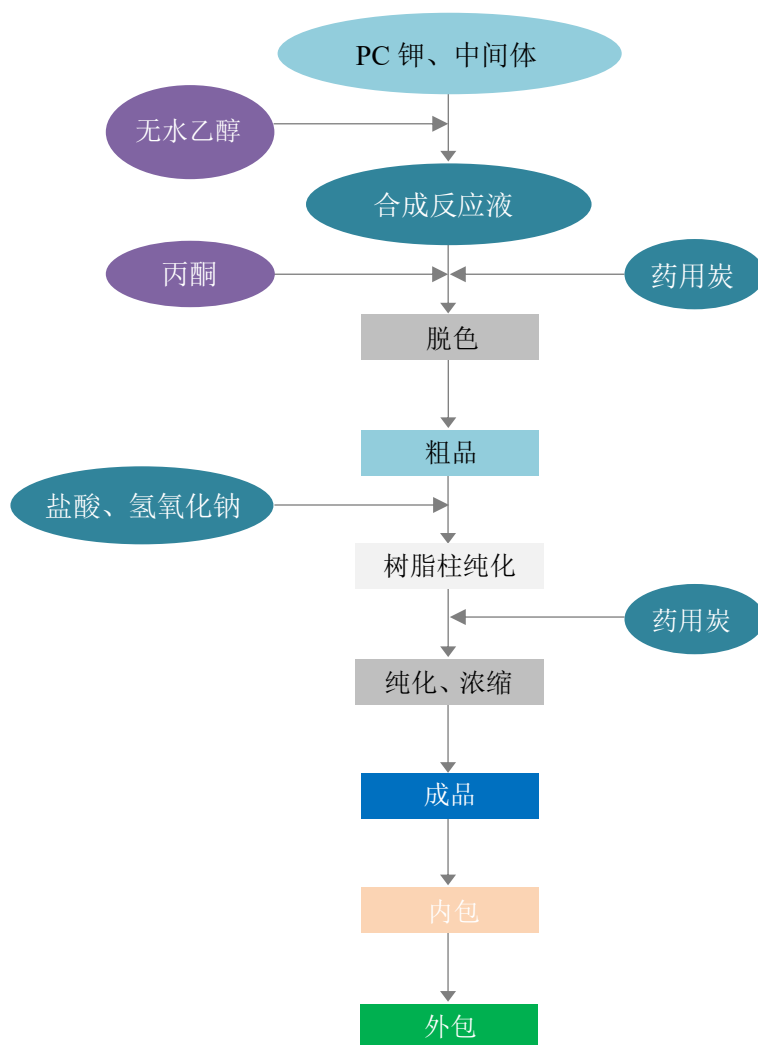 PC 钾、中间体
无水乙醇
合成反应液
丙酮
药用炭
脱色
粗品
盐酸、氢氧化钠
树脂柱纯化
药用炭
纯化、浓缩
成品
内包
外包